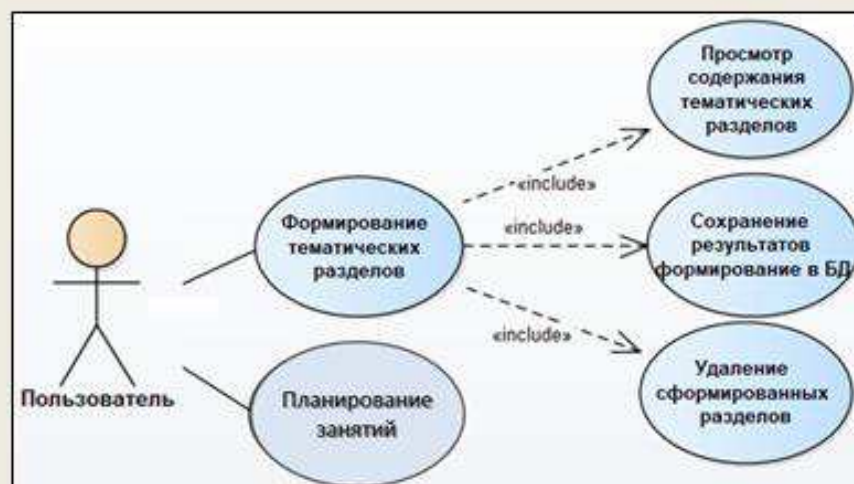 Просмотр
содержания
тематических
разделов
«include»
Формирование
тематических
разделов
«include»
Сохранение
результатов
формирование в БД
«include»
Удаление
сформированных
разделов
Пользователь
Планирование
занятий